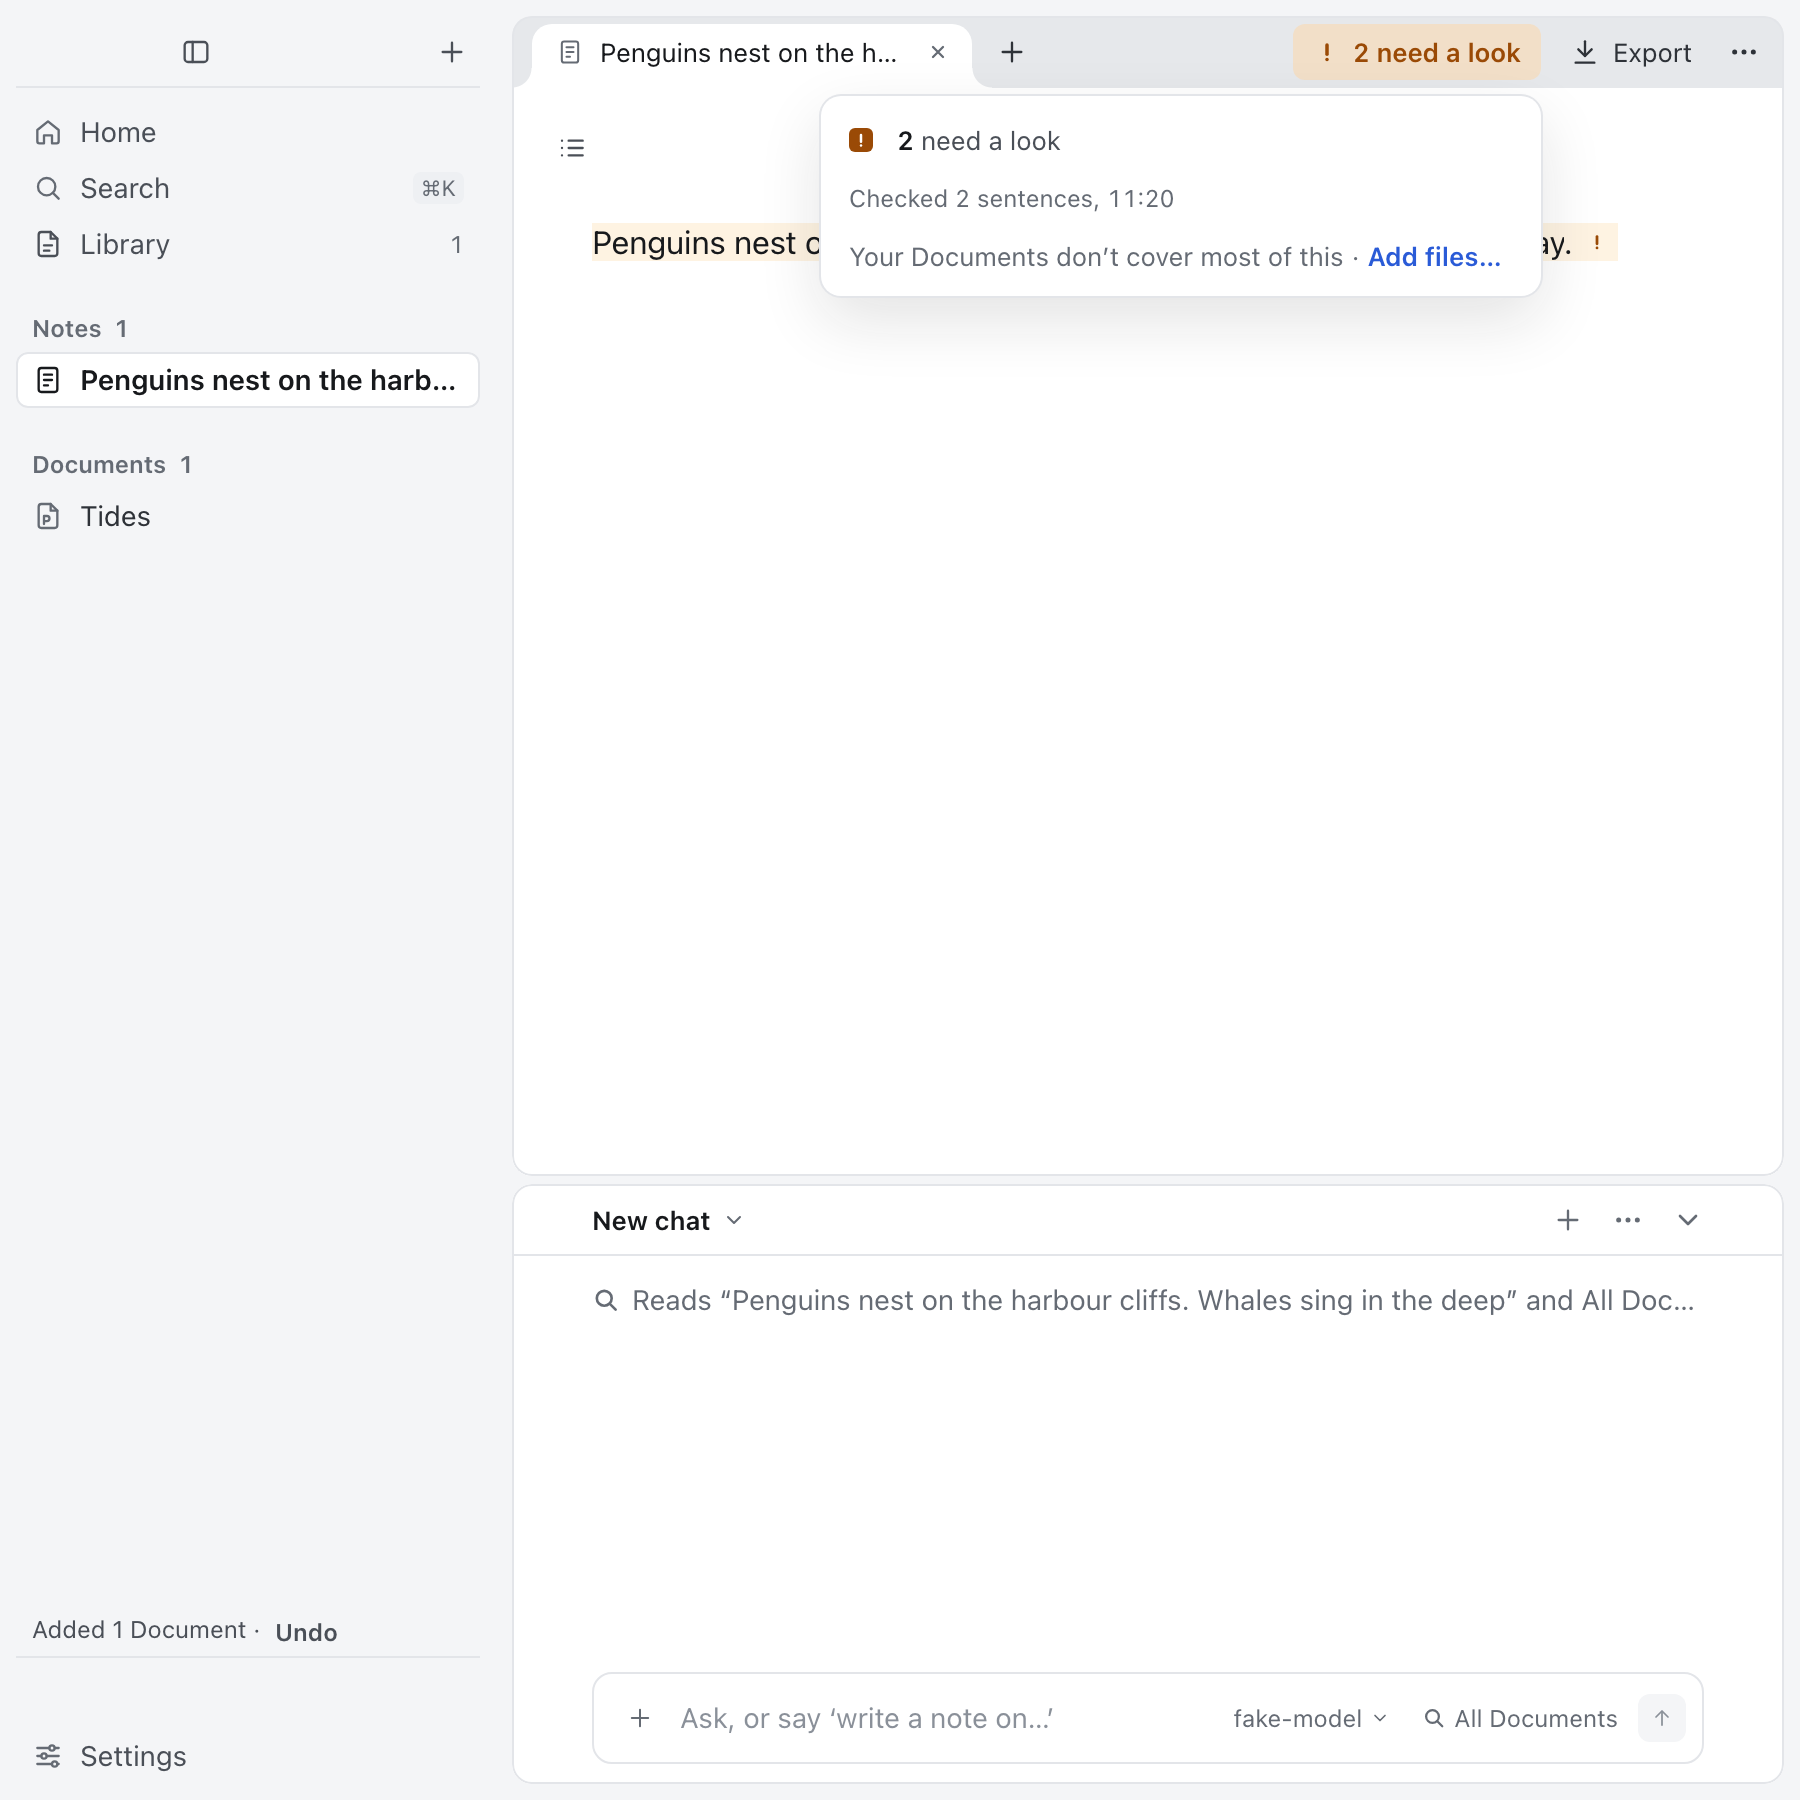 Penguins nest on the h...
2 need a look
Export
Home
Search ⌘K
Library 1
Notes 1
Penguins nest on the harb...
Documents 1
Tides
2 need a look
Checked 2 sentences, 11:20
Your Documents don’t cover most of this · Add files...
Penguins nest
ay. !
New chat
Reads “Penguins nest on the harbour cliffs. Whales sing in the deep” and All Doc...
Added 1 Document · Undo
Ask, or say ‘write a note on...’
fake-model
All Documents
Settings